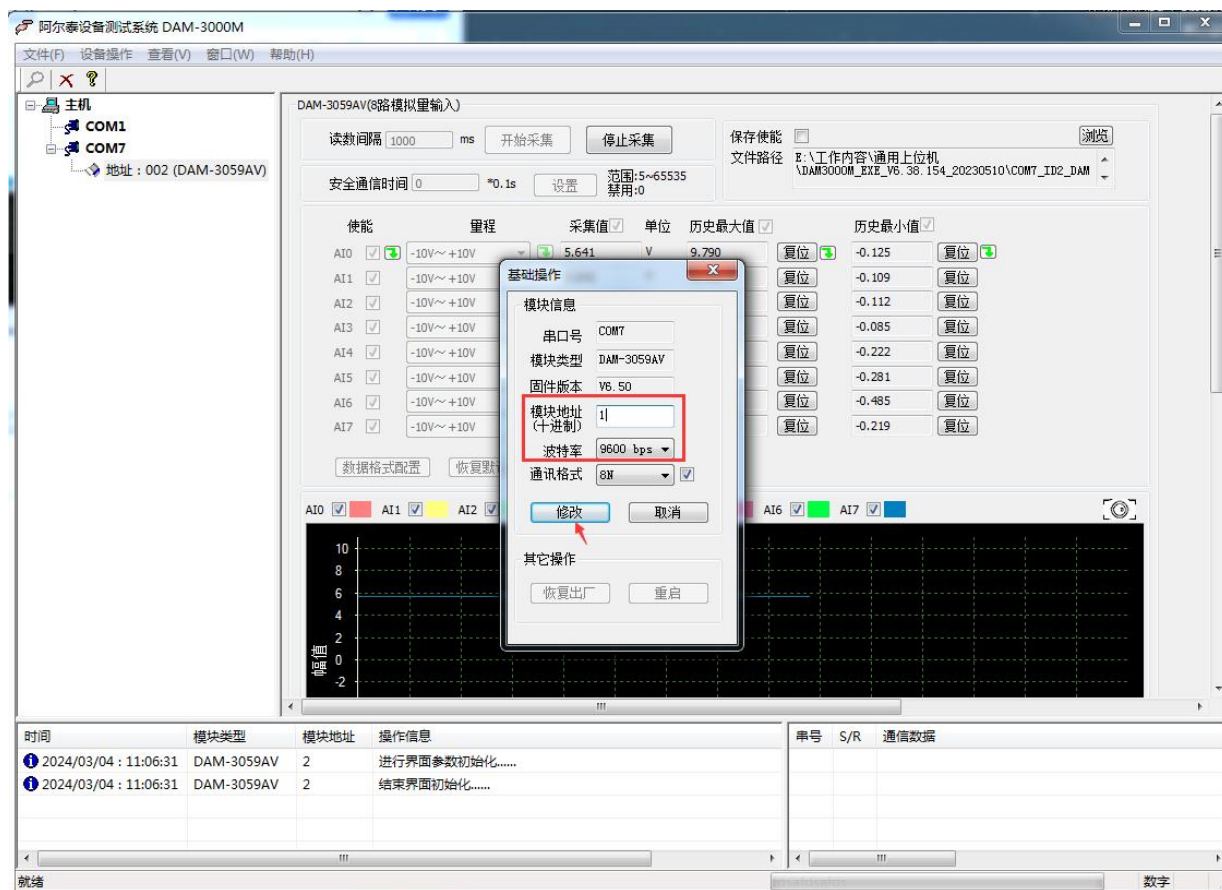 阿尔泰设备测试系统 DAM-3000M
文件(F) 设备操作 查看(V) 窗口(W) 帮助(H)
主机
COM1
COM7
地址：002 (DAM-3059AV)
DAM-3059AV(8路模拟量输入)
读数间隔 1000 ms 开始采集 停止采集
保存使能 浏览
文件路径 E:\工作内容\通用上位机
\DAM3000M_EXE_V6.38.154_20230510\COM7_ID2_DAM
安全通信时间 0 *0.1s 设置 范围:5~65535
禁用:0
使能 量程 采集值 单位 历史最大值 历史最小值
AI0 -10V～+10V 5.641 V 9.790 复位 -0.125 复位
AI1 -10V～+10V 复位 -0.109 复位
AI2 -10V～+10V 复位 -0.112 复位
AI3 -10V～+10V 复位 -0.085 复位
AI4 -10V～+10V 复位 -0.222 复位
AI5 -10V～+10V 复位 -0.281 复位
AI6 -10V～+10V 复位 -0.485 复位
AI7 -10V～+10V 复位 -0.219 复位
数据格式配置 恢复默
基础操作
模块信息
串口号 COM7
模块类型 DAM-3059AV
固件版本 V6.50
模块地址 1
(十进制)
波特率 9600 bps
通讯格式 8N
修改 取消
其它操作
恢复出厂 重启
AI0 AI1 AI2 AI6 AI7
10
8
6
4
2
0
-2
幅值
时间 模块类型 模块地址 操作信息
2024/03/04：11:06:31 DAM-3059AV 2 进行界面参数初始化......
2024/03/04：11:06:31 DAM-3059AV 2 结束界面初始化......
串号 S/R 通信数据
就绪 数字